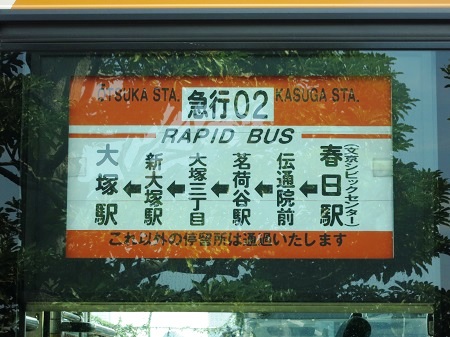 OTSUKA STA. 急行02 KASUGA STA.
RAPID BUS
春日駅(文京シビックセンター)
←
伝通院前
←
茗荷谷駅
←
大塚三丁目
←
新大塚駅
←
大塚駅
これ以外の停留所は通過いたします